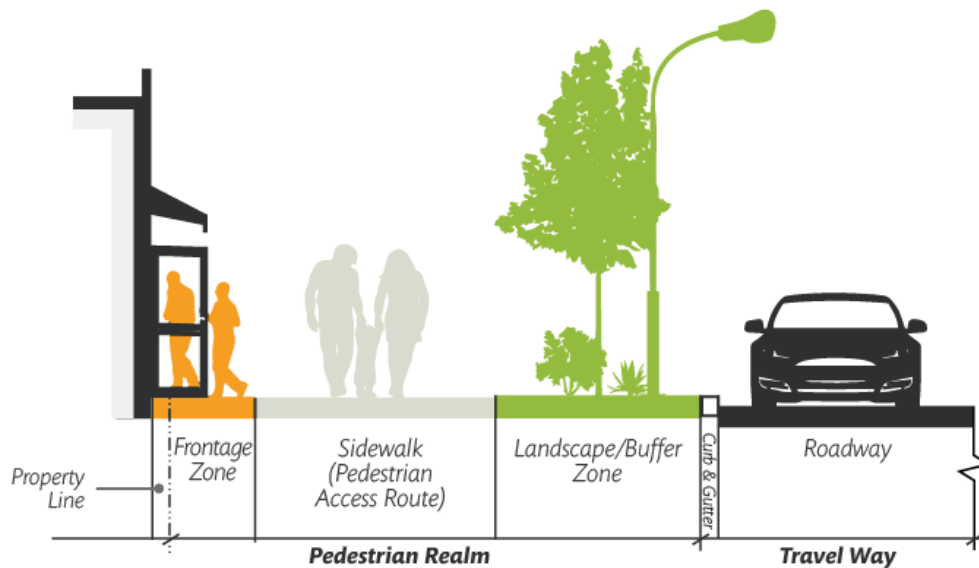 Property
Line
Frontage
Zone
Sidewalk
(Pedestrian
Access Route)
Landscape/Buffer
Zone
Curb & Gutter
Roadway
Pedestrian Realm
Travel Way